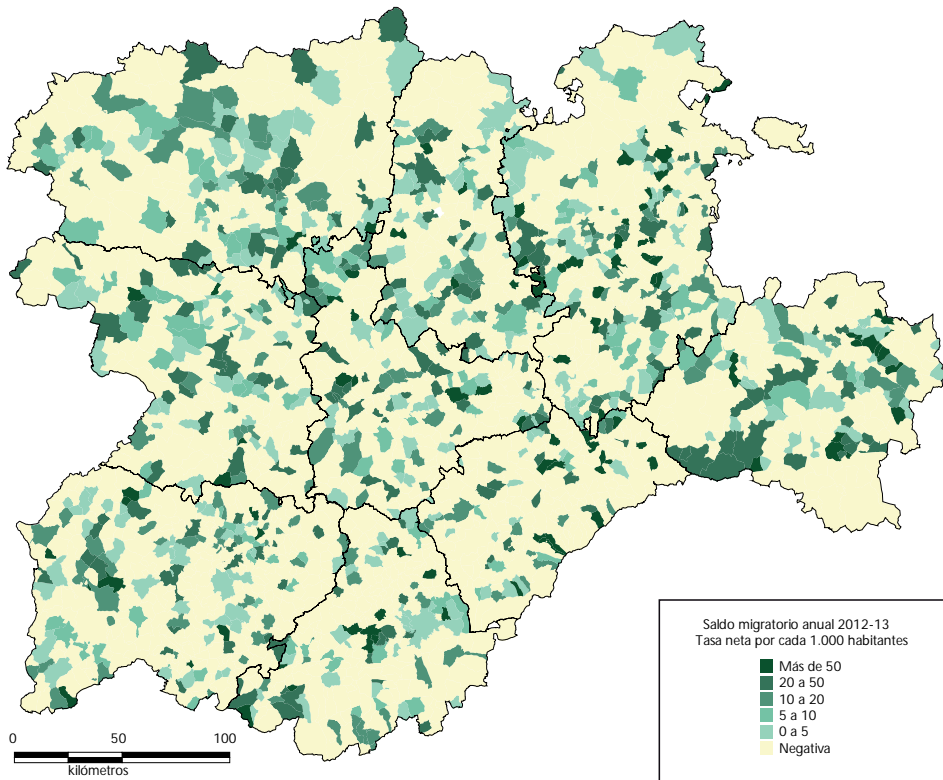 Saldo migratorio anual 2012-13
Tasa neta por cada 1.000 habitantes
Más de 50
20 a 50
10 a 20
5 a 10
0 a 5
Negativa
0 50 100
kilómetros